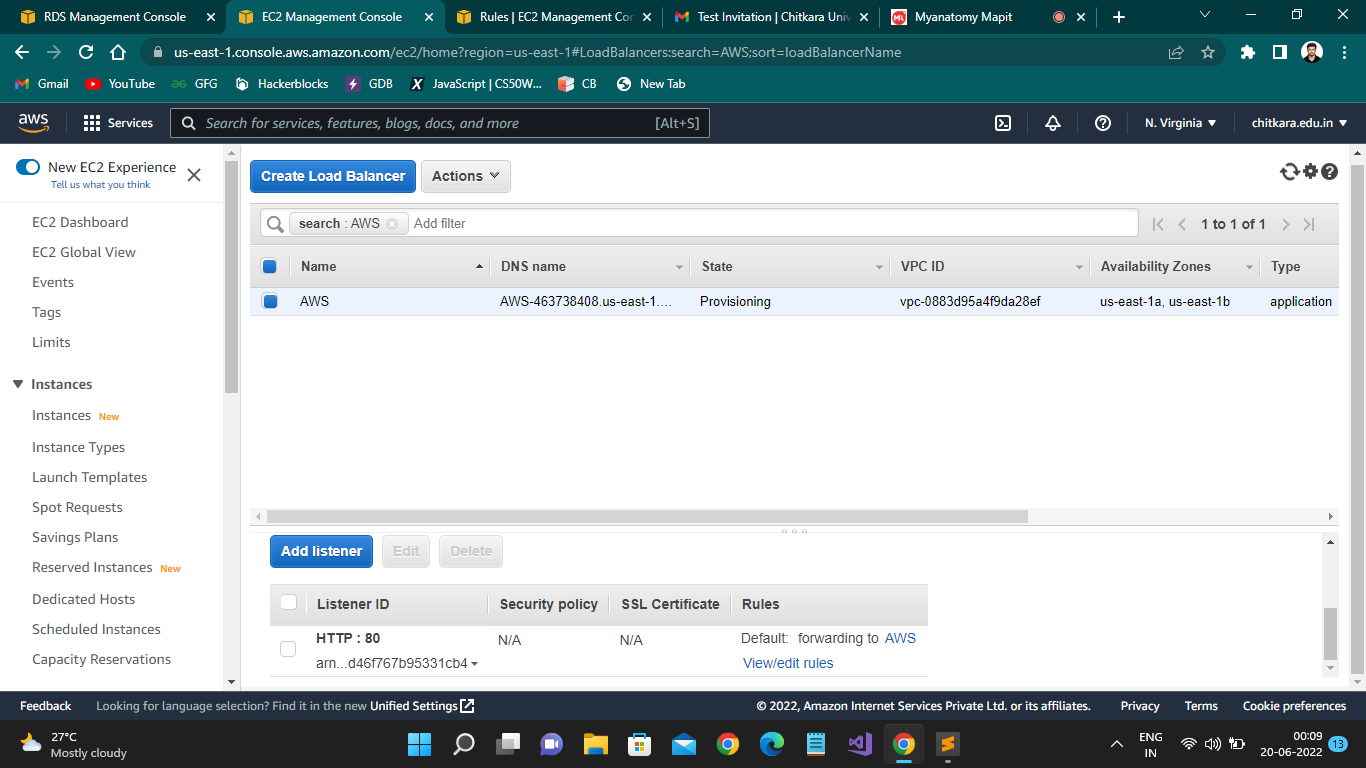 RDS Management Console
EC2 Management Console
Rules | EC2 Management Con
Test Invitation | Chitkara Univ
Myanatomy Mapit
us-east-1.console.aws.amazon.com/ec2/home?region=us-east-1#LoadBalancers:search=AWS;sort=loadBalancerName
Gmail
YouTube
GFG
Hackerblocks
GDB
JavaScript | CS50W...
CB
New Tab
aws
Services
Search for services, features, blogs, docs, and more
[Alt+S]
N. Virginia
chitkara.edu.in
New EC2 Experience
Tell us what you think
EC2 Dashboard
EC2 Global View
Events
Tags
Limits
Instances
Instances New
Instance Types
Launch Templates
Spot Requests
Savings Plans
Reserved Instances New
Dedicated Hosts
Scheduled Instances
Capacity Reservations
Create Load Balancer
Actions
search : AWS
Add filter
1 to 1 of 1
Name DNS name State VPC ID Availability Zones Type
AWS AWS-463738408.us-east-1.... Provisioning vpc-0883d95a4f9da28ef us-east-1a, us-east-1b application
Add listener Edit Delete
Listener ID Security policy SSL Certificate Rules
HTTP : 80 N/A N/A Default: forwarding to AWS
arn...d46f767b95331cb4 View/edit rules
Feedback
Looking for language selection? Find it in the new Unified Settings
© 2022, Amazon Internet Services Private Ltd. or its affiliates.
Privacy
Terms
Cookie preferences
27°C
Mostly cloudy
ENG
IN
00:09
20-06-2022
13